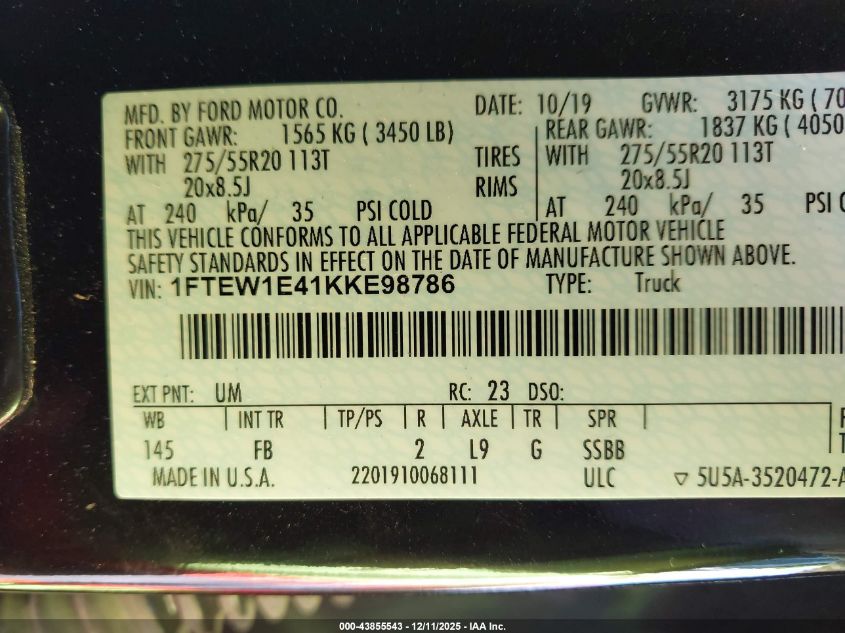 MFD. BY FORD MOTOR CO. DATE: 10/19 GVWR: 3175 KG ( 70
FRONT GAWR: 1565 KG ( 3450 LB) REAR GAWR: 1837 KG ( 4050
WITH 275/55R20 113T TIRES WITH 275/55R20 113T
20x8.5J RIMS 20x8.5J
AT 240 kPa/ 35 PSI COLD AT 240 kPa/ 35 PSI C
THIS VEHICLE CONFORMS TO ALL APPLICABLE FEDERAL MOTOR VEHICLE
SAFETY STANDARDS IN EFFECT ON THE DATE OF MANUFACTURE SHOWN ABOVE.
VIN: 1FTEW1E41KKE98786 TYPE: Truck
EXT PNT: UM RC: 23 DSO:
WB INT TR TP/PS R AXLE TR SPR
145 FB 2 L9 G SSBB
MADE IN U.S.A. 2201910068111 ULC ▽ 5U5A-3520472-A
000-43855543 - 12/11/2025 - IAA Inc.